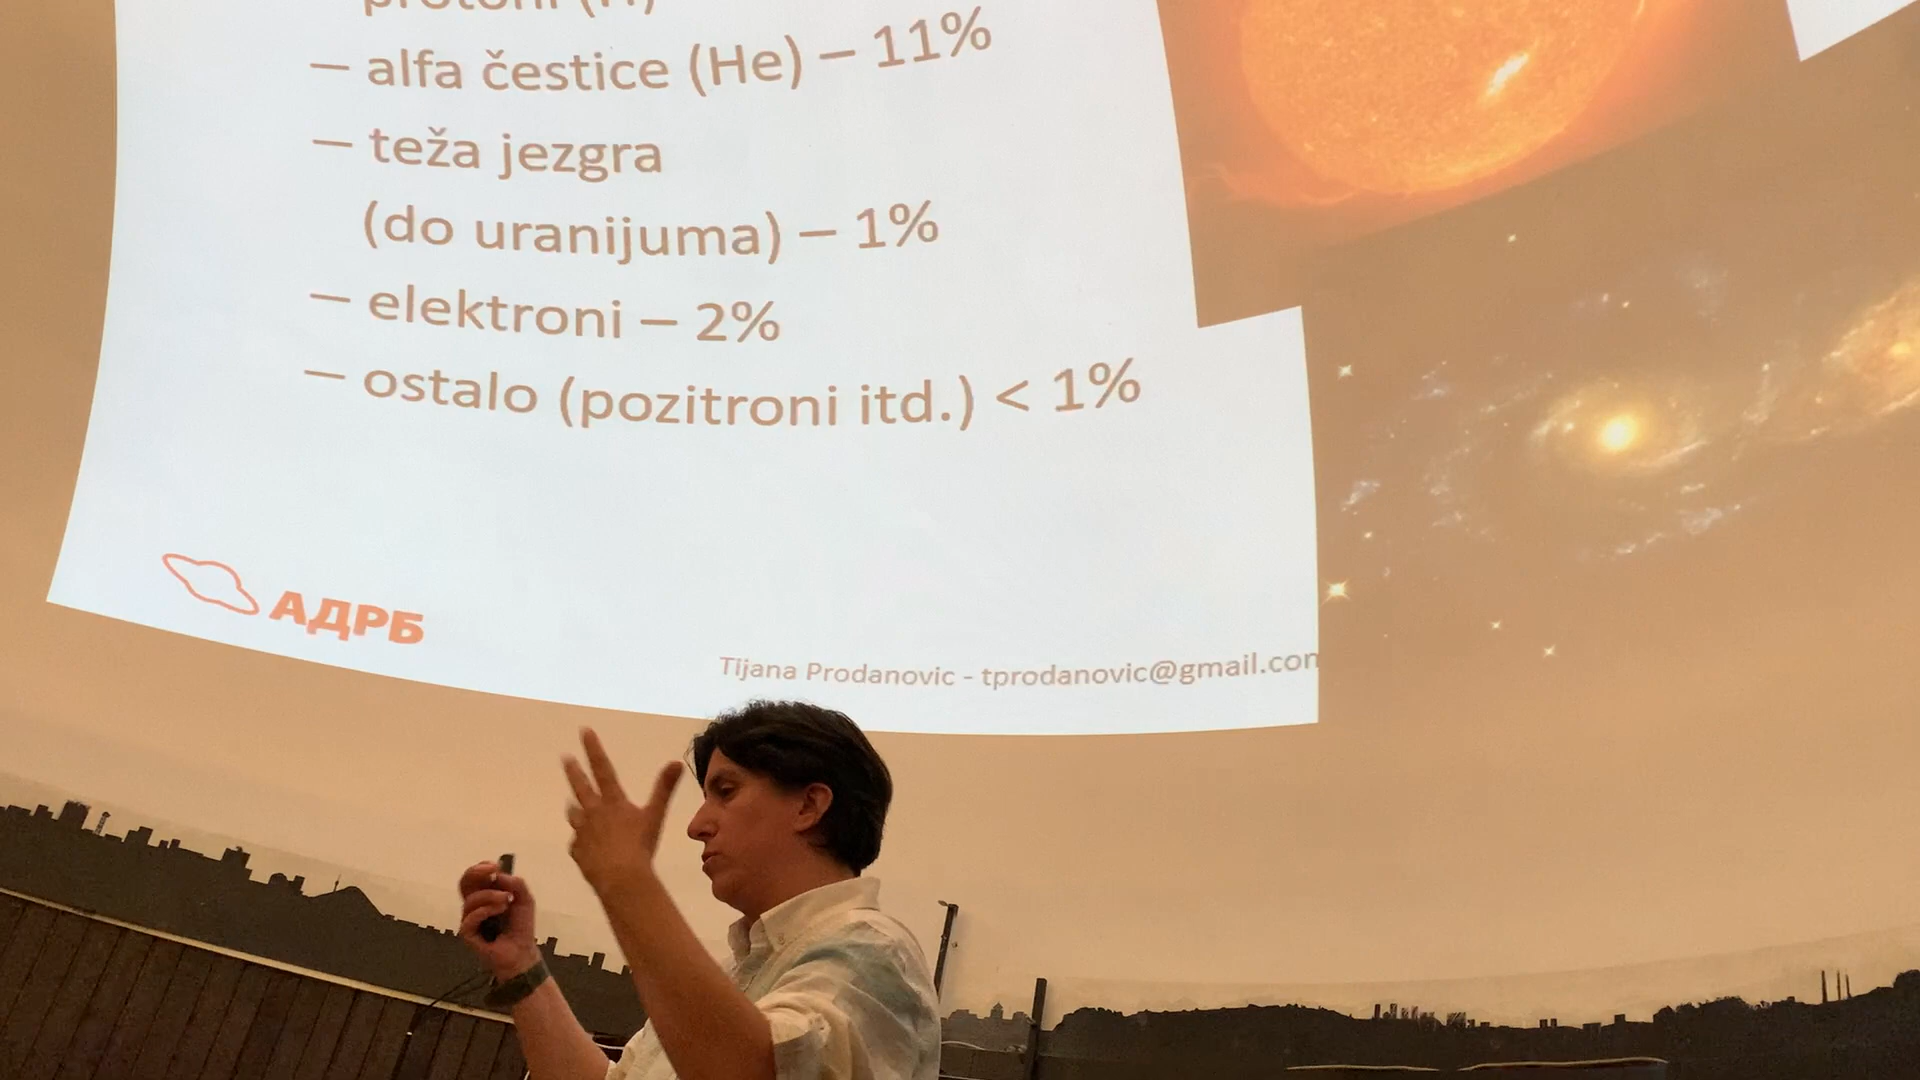 protoni (H)
– alfa čestice (He) – 11%
– teža jezgra
(do uranijuma) – 1%
– elektroni – 2%
– ostalo (pozitroni itd.) < 1%
АДРБ
Tijana Prodanovic - tprodanovic@gmail.com